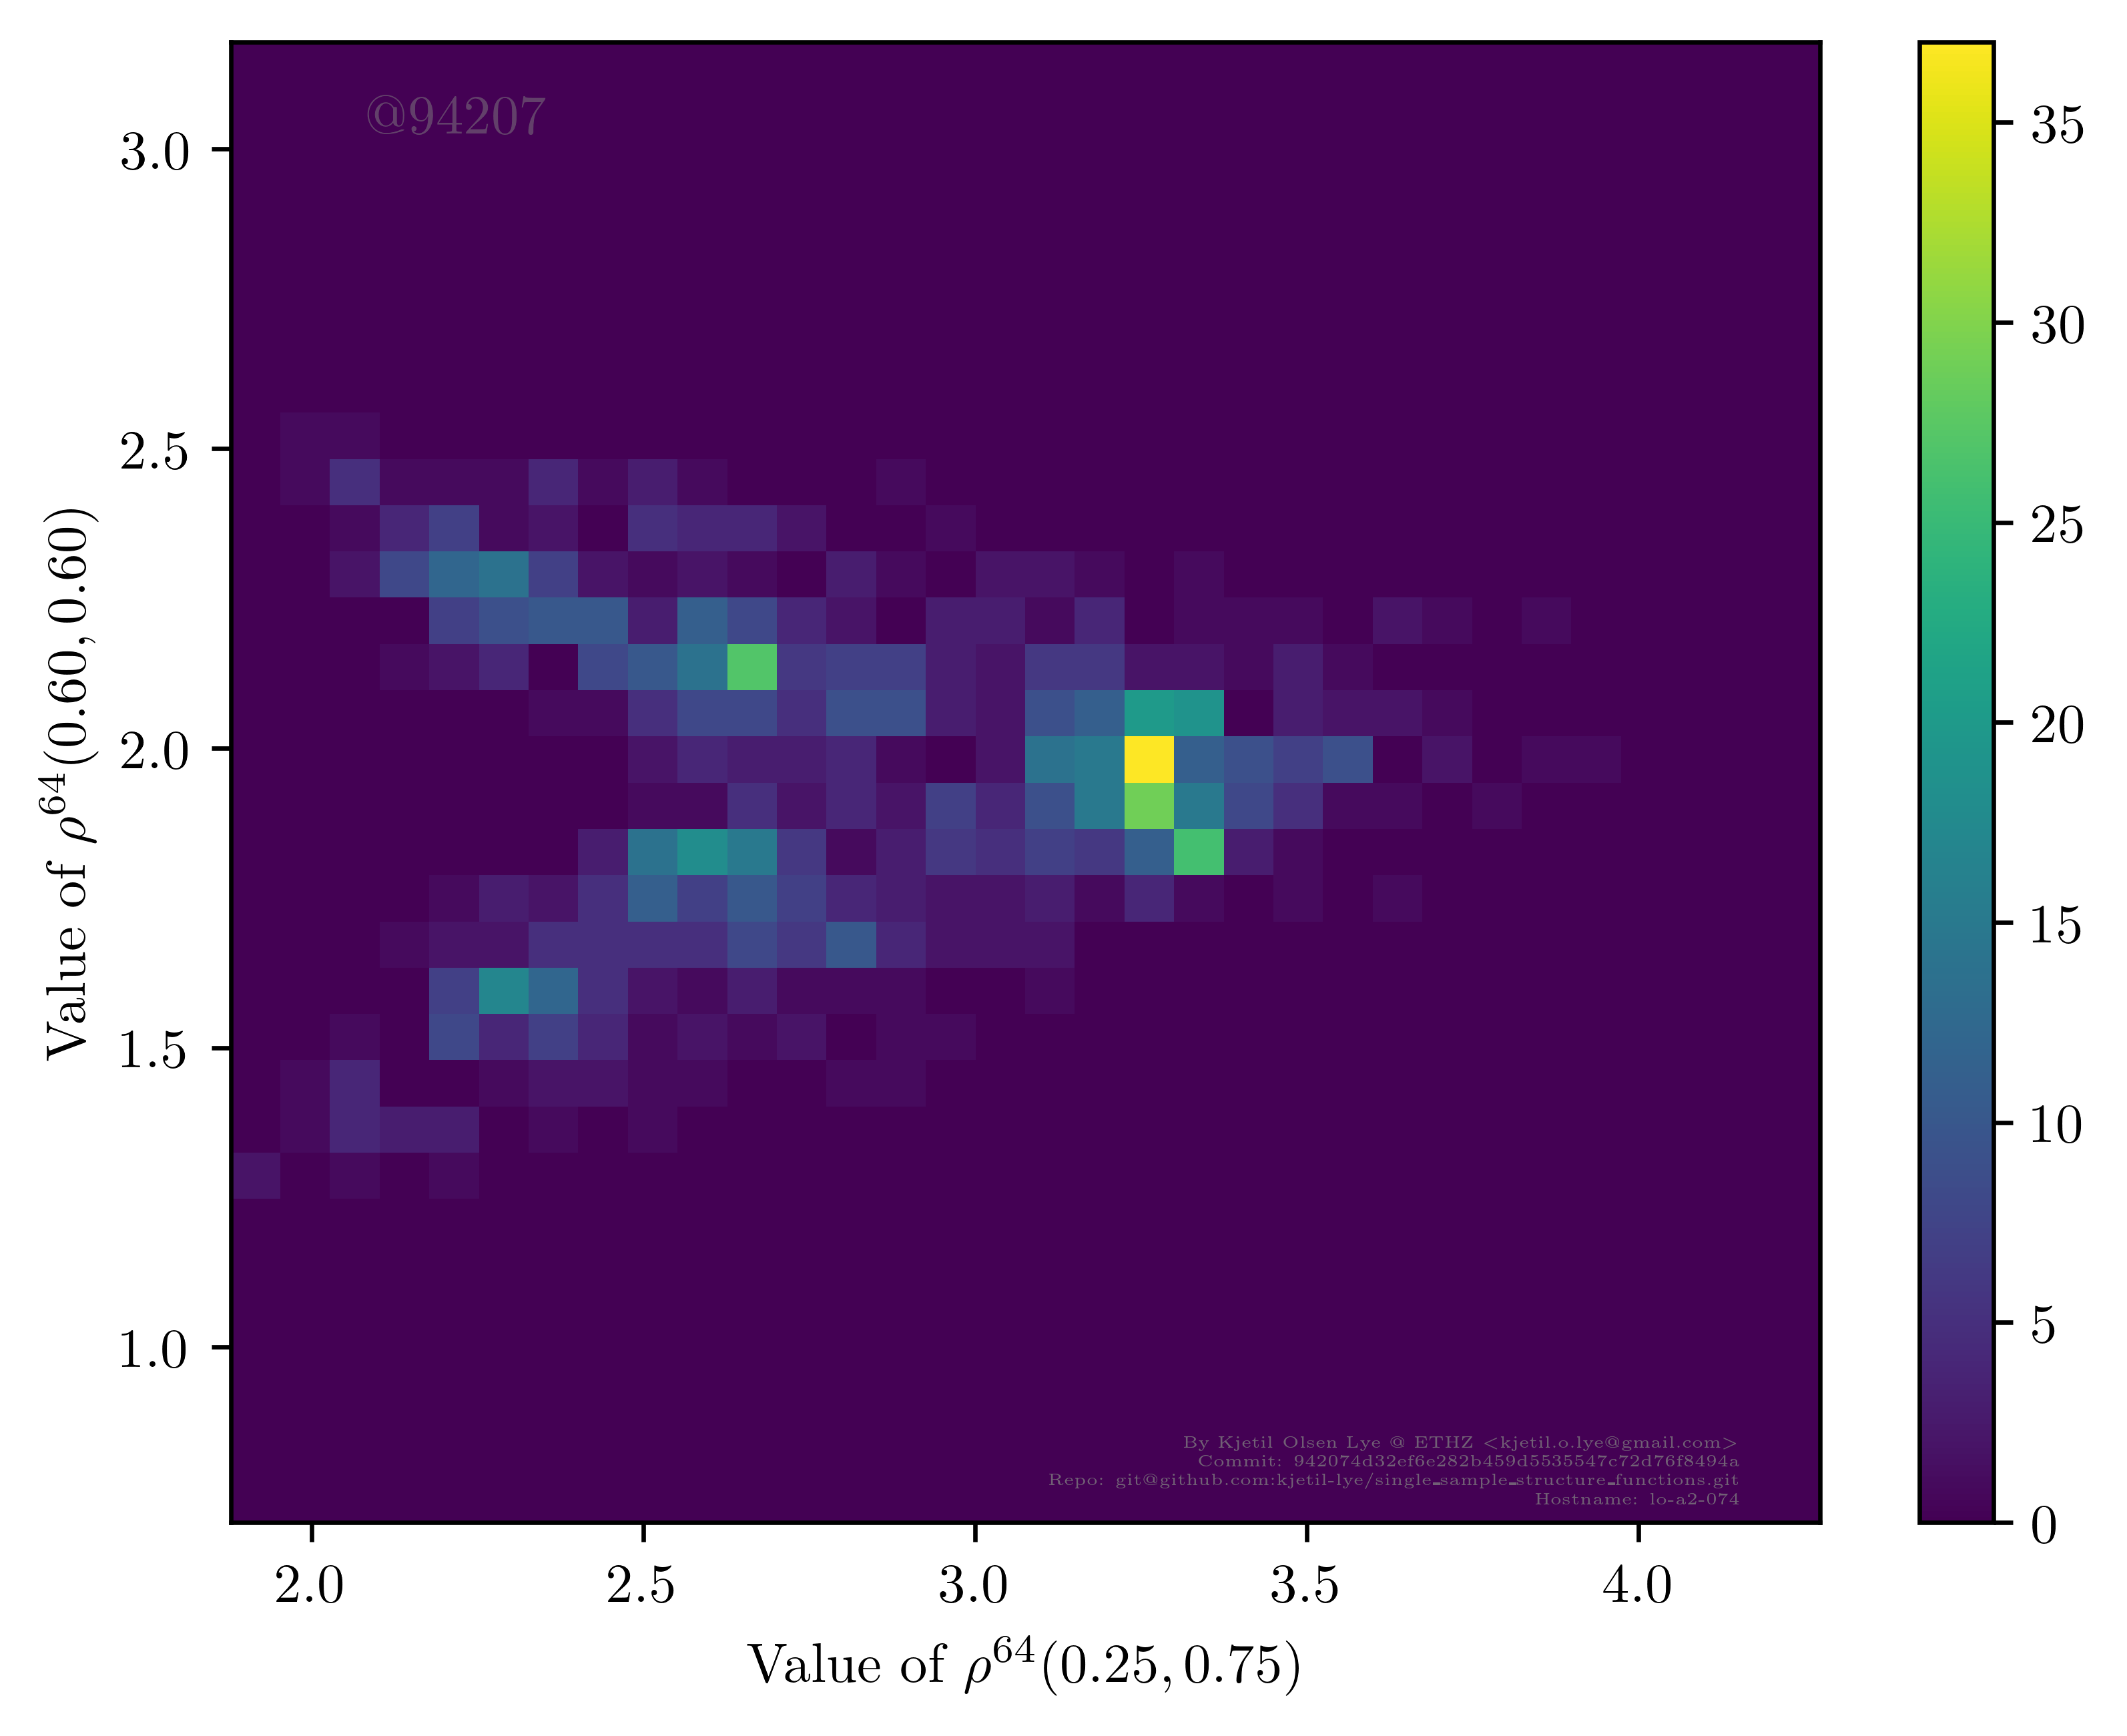 @94207
3.0
2.5
2.0
1.5
1.0
Value of ρ⁶⁴(0.60, 0.60)
2.0 2.5 3.0 3.5 4.0
Value of ρ⁶⁴(0.25, 0.75)
35
30
25
20
15
10
5
0
By Kjetil Olsen Lye @ ETHZ <kjetil.o.lye@gmail.com>
Commit: 942074d32ef6e282b459d5535547c72d76f8494a
Repo: git@github.com:kjetil-lye/single_sample_structure_functions.git
Hostname: lo-a2-074